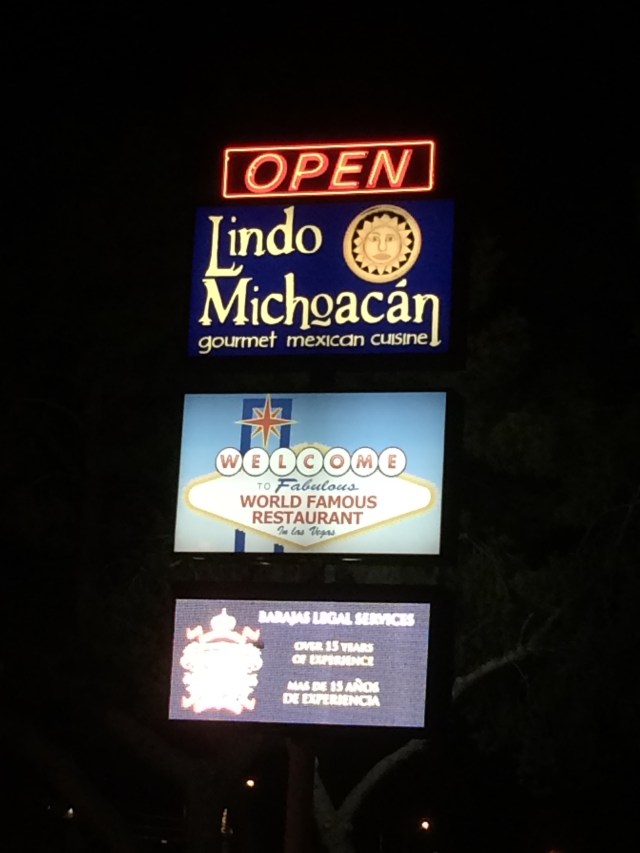 OPEN
Lindo
Michoacán
gourmet mexican cuisine
WELCOME
TO Fabulous
WORLD FAMOUS
RESTAURANT
In las Vegas
BARAJAS LEGAL SERVICES
OVER 15 YEARS
OF EXPERIENCE
MAS DE 15 AÑOS
DE EXPERIENCIA